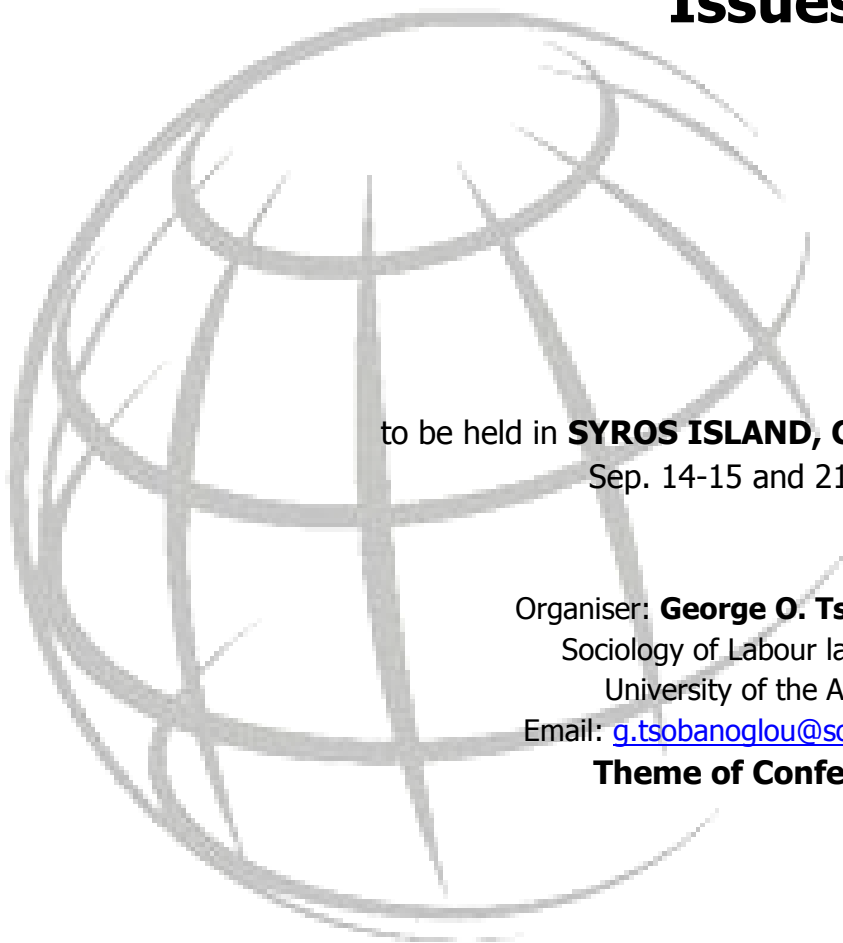 Issues
to be held in SYROS ISLAND,
Sep. 14-15 and 21
Organiser: George O. Ts
Sociology of Labour la
University of the A
Email: g.tsobanoglou@so
Theme of Confe